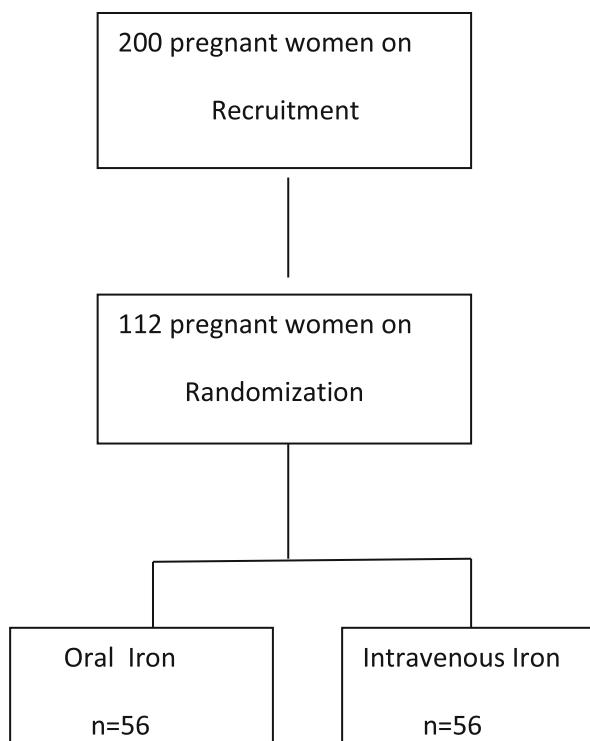 200 pregnant women on
Recruitment
112 pregnant women on
Randomization
Oral Iron
n=56
Intravenous Iron
n=56